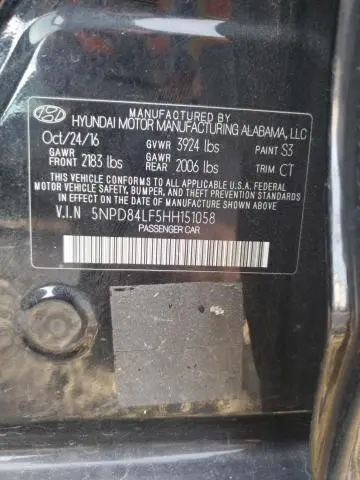 MANUFACTURED BY
HYUNDAI MOTOR MANUFACTURING ALABAMA, LLC
Oct/24/16 GVWR 3924 lbs PAINT S3
GAWR FRONT 2183 lbs GAWR REAR 2006 lbs TRIM CT
THIS VEHICLE CONFORMS TO ALL APPLICABLE U.S.A. FEDERAL
MOTOR VEHICLE SAFETY, BUMPER, AND THEFT PREVENTION STANDARDS
IN EFFECT ON THE DATE OF MANUFACTURE SHOWN ABOVE.
V.I.N 5NPD84LF5HH151058
PASSENGER CAR